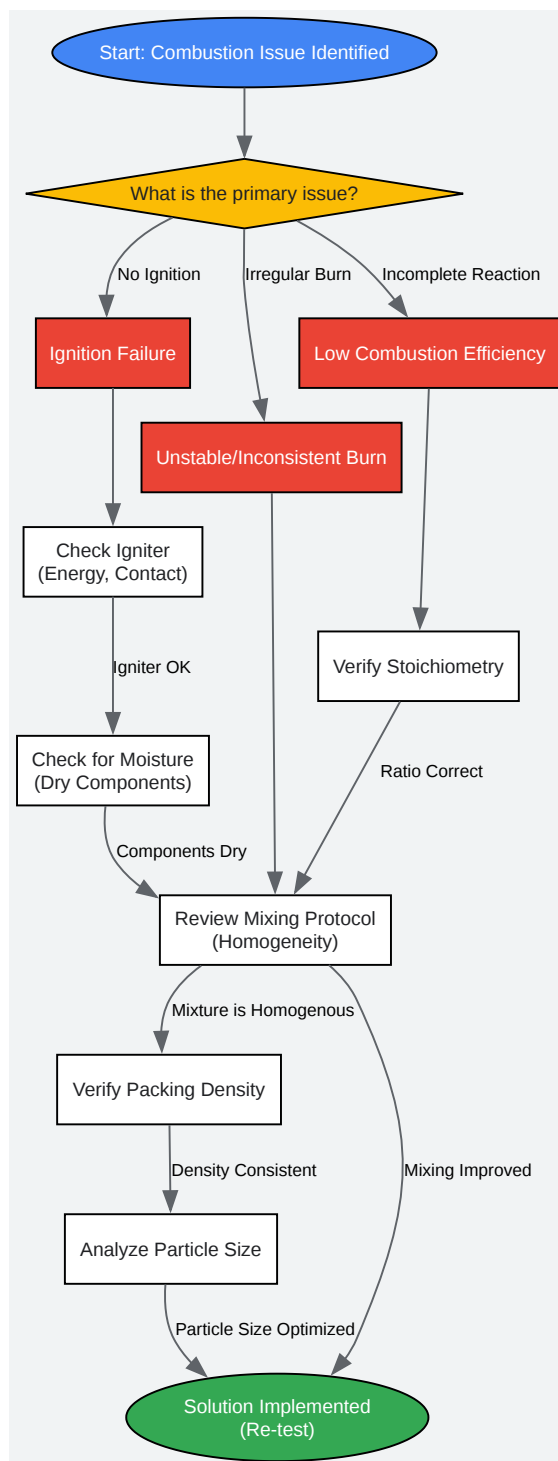 Start: Combustion Issue Identified
What is the primary issue?
No Ignition
Irregular Burn
Incomplete Reaction
Ignition Failure
Low Combustion Efficiency
Unstable/Inconsistent Burn
Check Igniter
(Energy, Contact)
Igniter OK
Verify Stoichiometry
Check for Moisture
(Dry Components)
Ratio Correct
Components Dry
Review Mixing Protocol
(Homogeneity)
Mixture is Homogenous
Verify Packing Density
Density Consistent
Mixing Improved
Analyze Particle Size
Particle Size Optimized
Solution Implemented
(Re-test)